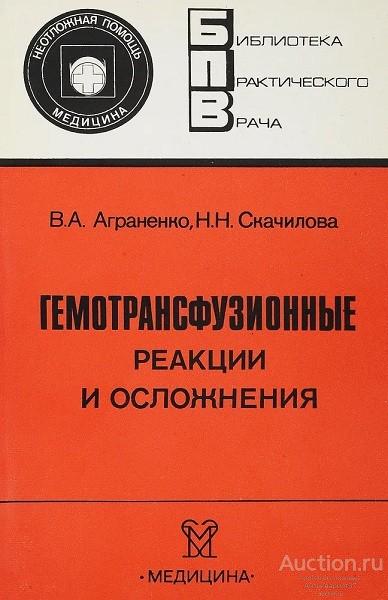 НЕОТЛОЖНАЯ ПОМОЩЬ
МЕДИЦИНА
БИБЛИОТЕКА
ПРАКТИЧЕСКОГО
ВРАЧА
В.А. Аграненко, Н.Н. Скачилова
ГЕМОТРАНСФУЗИОННЫЕ
РЕАКЦИИ
И ОСЛОЖНЕНИЯ
·МЕДИЦИНА·
Auction.ru